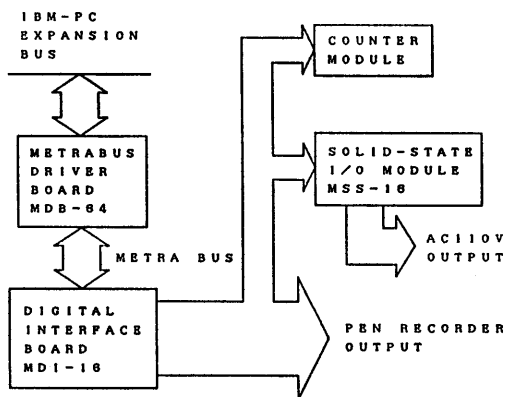 IBM-PC
EXPANSION
BUS
METRABUS
DRIVER
BOARD
MDB-64
METRA BUS
DIGITAL
INTERFACE
BOARD
MDI-16
COUNTER
MODULE
SOLID-STATE
I/O MODULE
MSS-16
AC110V
OUTPUT
PEN RECORDER
OUTPUT